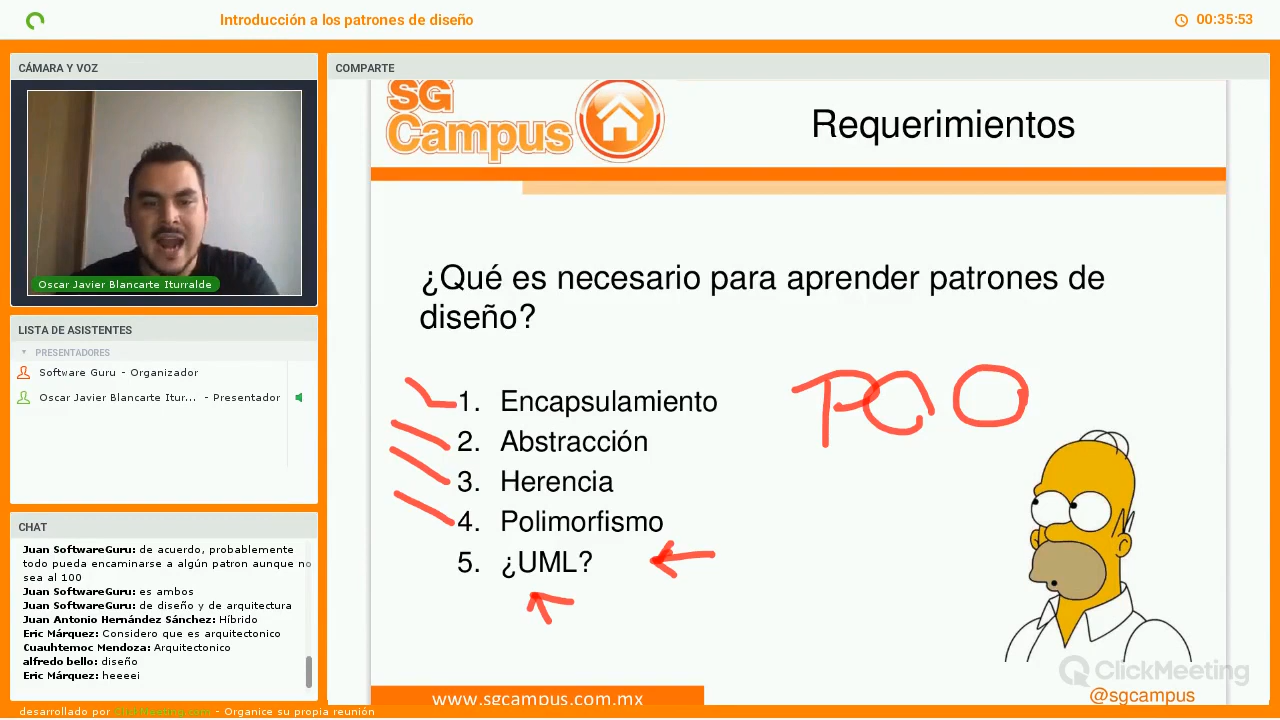 Introducción a los patrones de diseño
00:35:53
CÁMARA Y VOZ
Oscar Javier Blancarte Iturralde
LISTA DE ASISTENTES
PRESENTADORES
Software Guru - Organizador
Oscar Javier Blancarte Itur... - Presentador
CHAT
Juan SoftwareGuru: de acuerdo, probablemente
todo pueda encaminarse a algún patron aunque no
sea al 100
Juan SoftwareGuru: es ambos
Juan SoftwareGuru: de diseño y de arquitectura
Juan Antonio Hernández Sánchez: Híbrido
Eric Márquez: Considero que es arquitectonico
Cuauhtemoc Mendoza: Arquitectonico
alfredo bello: diseño
Eric Márquez: heeeei
COMPARTE
SG
Campus
Requerimientos
¿Qué es necesario para aprender patrones de
diseño?
1. Encapsulamiento
2. Abstracción
3. Herencia
4. Polimorfismo
5. ¿UML?
POO
ClickMeeting
www.sgcampus.com.mx
@sgcampus
desarrollado por ClickMeeting.com - Organice su propia reunión